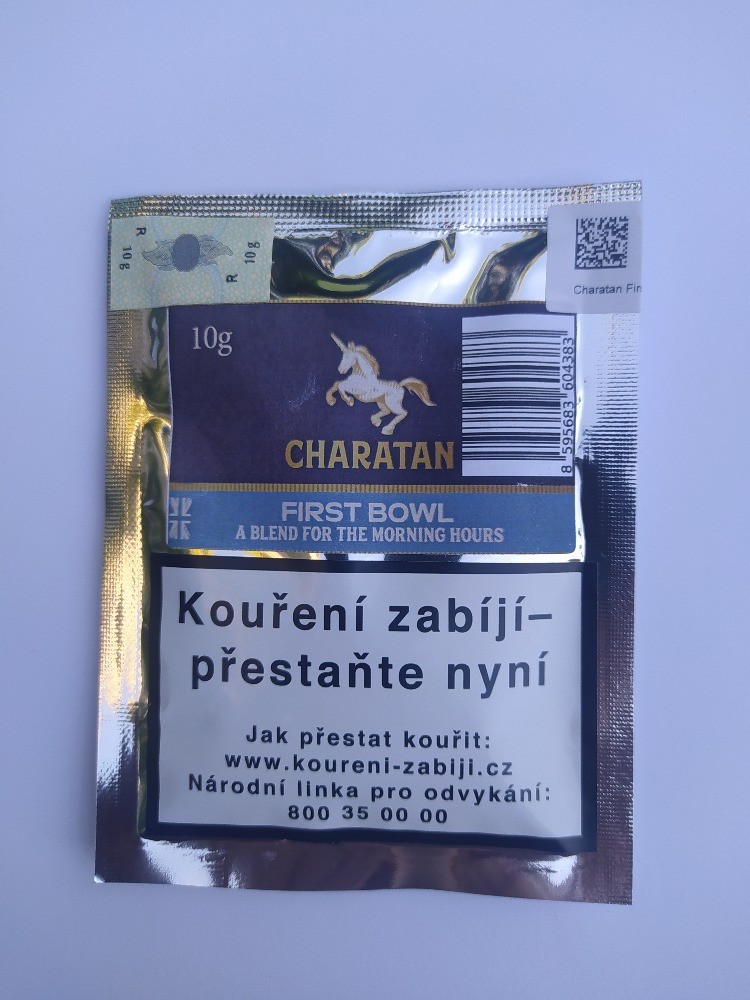 R
10g
R
10g
Charatan Fir
10g
CHARATAN
8 595683 604383
FIRST BOWL
A BLEND FOR THE MORNING HOURS
Kouření zabíjí–
přestaňte nyní
Jak přestat kouřit:
www.koureni-zabiji.cz
Národní linka pro odvykání:
800 35 00 00